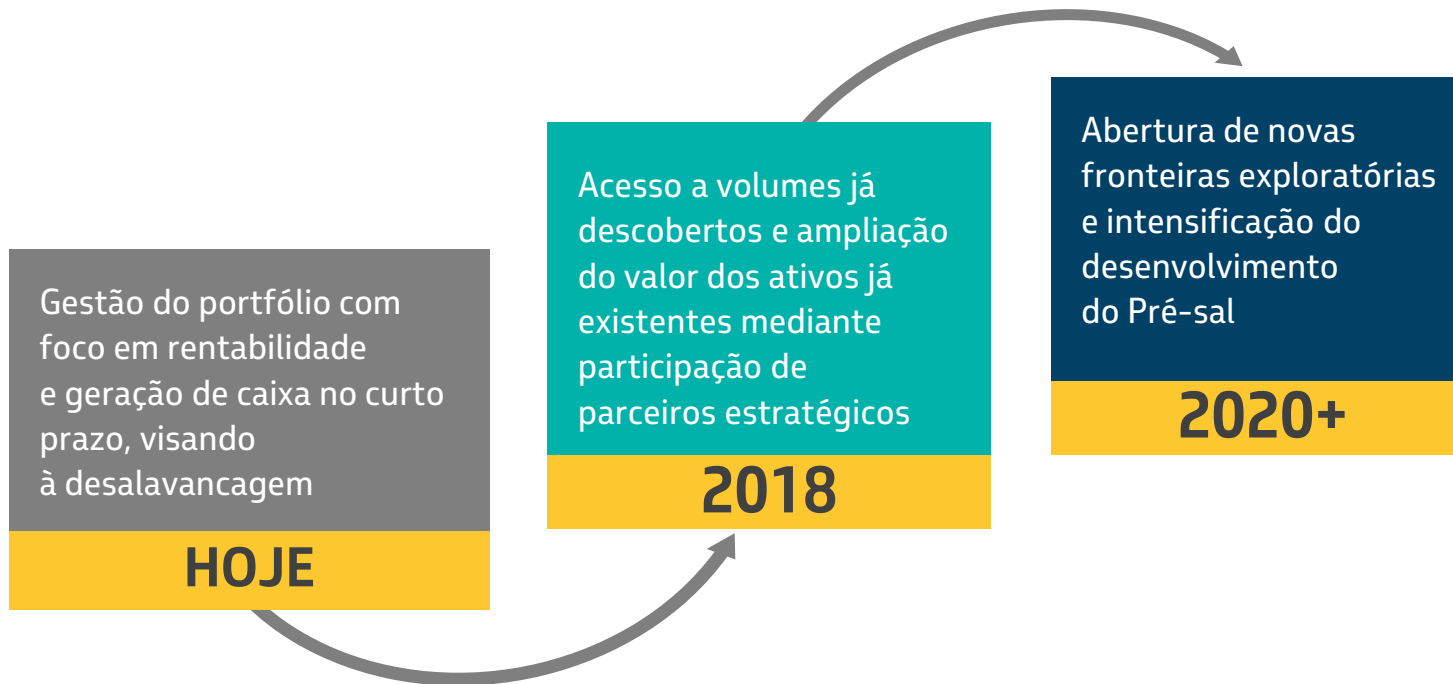 Gestão do portfólio com
foco em rentabilidade
e geração de caixa no curto
prazo, visando
à desalavancagem
HOJE
Acesso a volumes já
descobertos e ampliação
do valor dos ativos já
existentes mediante
participação de
parceiros estratégicos
2018
Abertura de novas
fronteiras exploratórias
e intensificação do
desenvolvimento
do Pré-sal
2020+